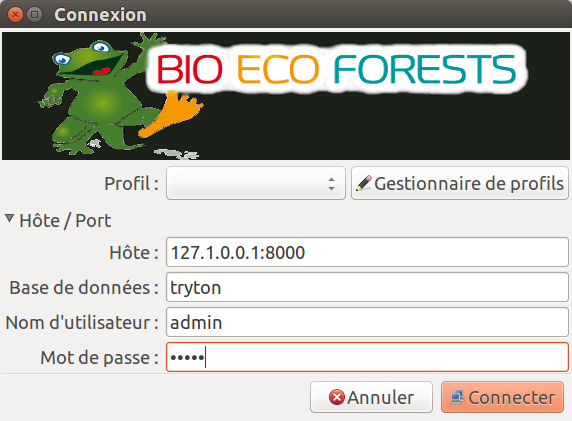 Connexion
BIO ECO FORESTS
Profil :
Gestionnaire de profils
Hôte / Port
Hôte : 127.1.0.0.1:8000
Base de données : tryton
Nom d'utilisateur : admin
Mot de passe : •••••
Annuler Connecter